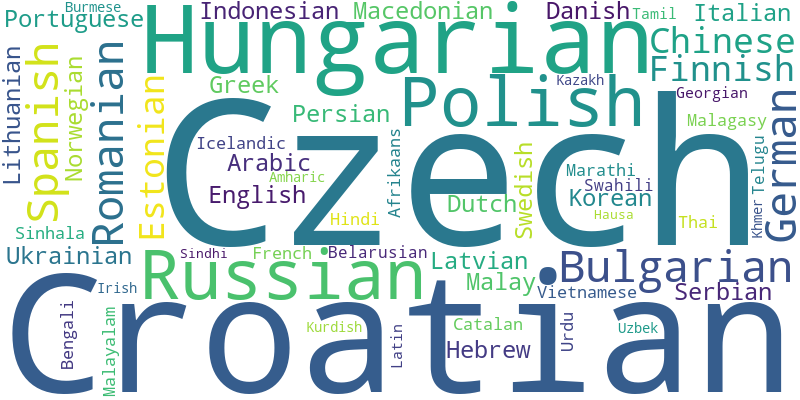 Burmese
Portuguese
Indonesian
Macedonian
Danish
Tamil
Italian
Hungarian
Chinese
Finnish
Lithuanian
Spanish
Norwegian
Romanian
Estonian
Greek
Persian
Polish
Kazakh
Georgian
Malagasy
German
Czech
Icelandic
Arabic
Amharic
English
Hindi
Afrikaans
Dutch
Swedish
Marathi
Swahili
Korean
Hausa
Thai
Telugu
Khmer
Sinhala
Ukrainian
Sindhi
French
Belarusian
Latvian
Bulgarian
Russian
Malay
Vietnamese
Serbian
Irish
Croatian
Bengali
Malayalam
Kurdish
Latin
Catalan
Hebrew
Urdu
Uzbek